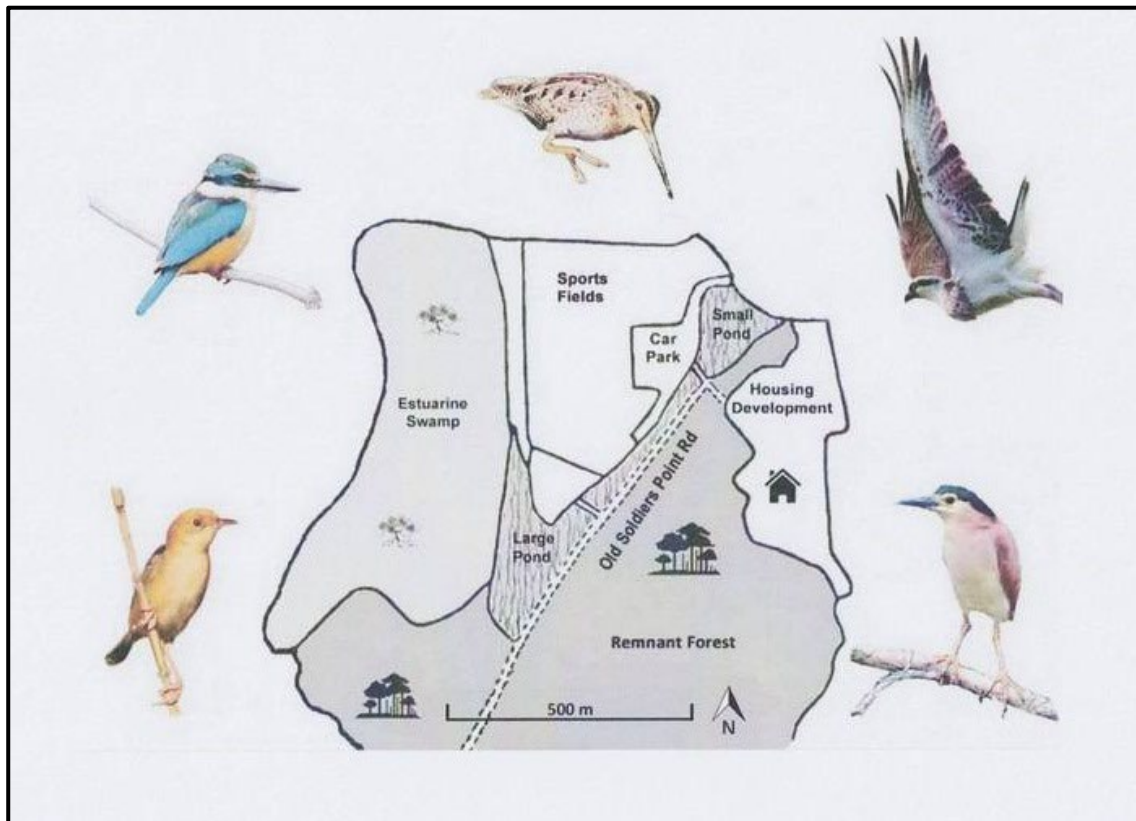 Sports
Fields
Small
Pond
Car
Park
Housing
Development
Estuarine
Swamp
Old Soldiers Point Rd
Large
Pond
Remnant Forest
500 m
N